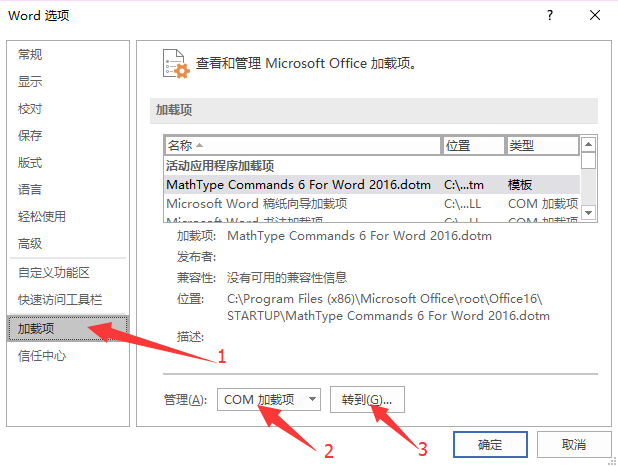 Word 选项
?
常规
显示
校对
保存
版式
语言
轻松使用
高级
自定义功能区
快速访问工具栏
加载项
信任中心
查看和管理 Microsoft Office 加载项。
加载项
名称 位置 类型
活动应用程序加载项
MathType Commands 6 For Word 2016.dotm C:\...tm 模板
Microsoft Word 稿纸向导加载项 C:\...LL COM 加载项
Microsoft Word 书法加载项 C:\...LL COM 加载项
加载项: MathType Commands 6 For Word 2016.dotm
发布者:
兼容性: 没有可用的兼容性信息
位置: C:\Program Files (x86)\Microsoft Office\root\Office16\
STARTUP\MathType Commands 6 For Word 2016.dotm
描述:
管理(A): COM 加载项 转到(G)...
1
2
3
确定 取消